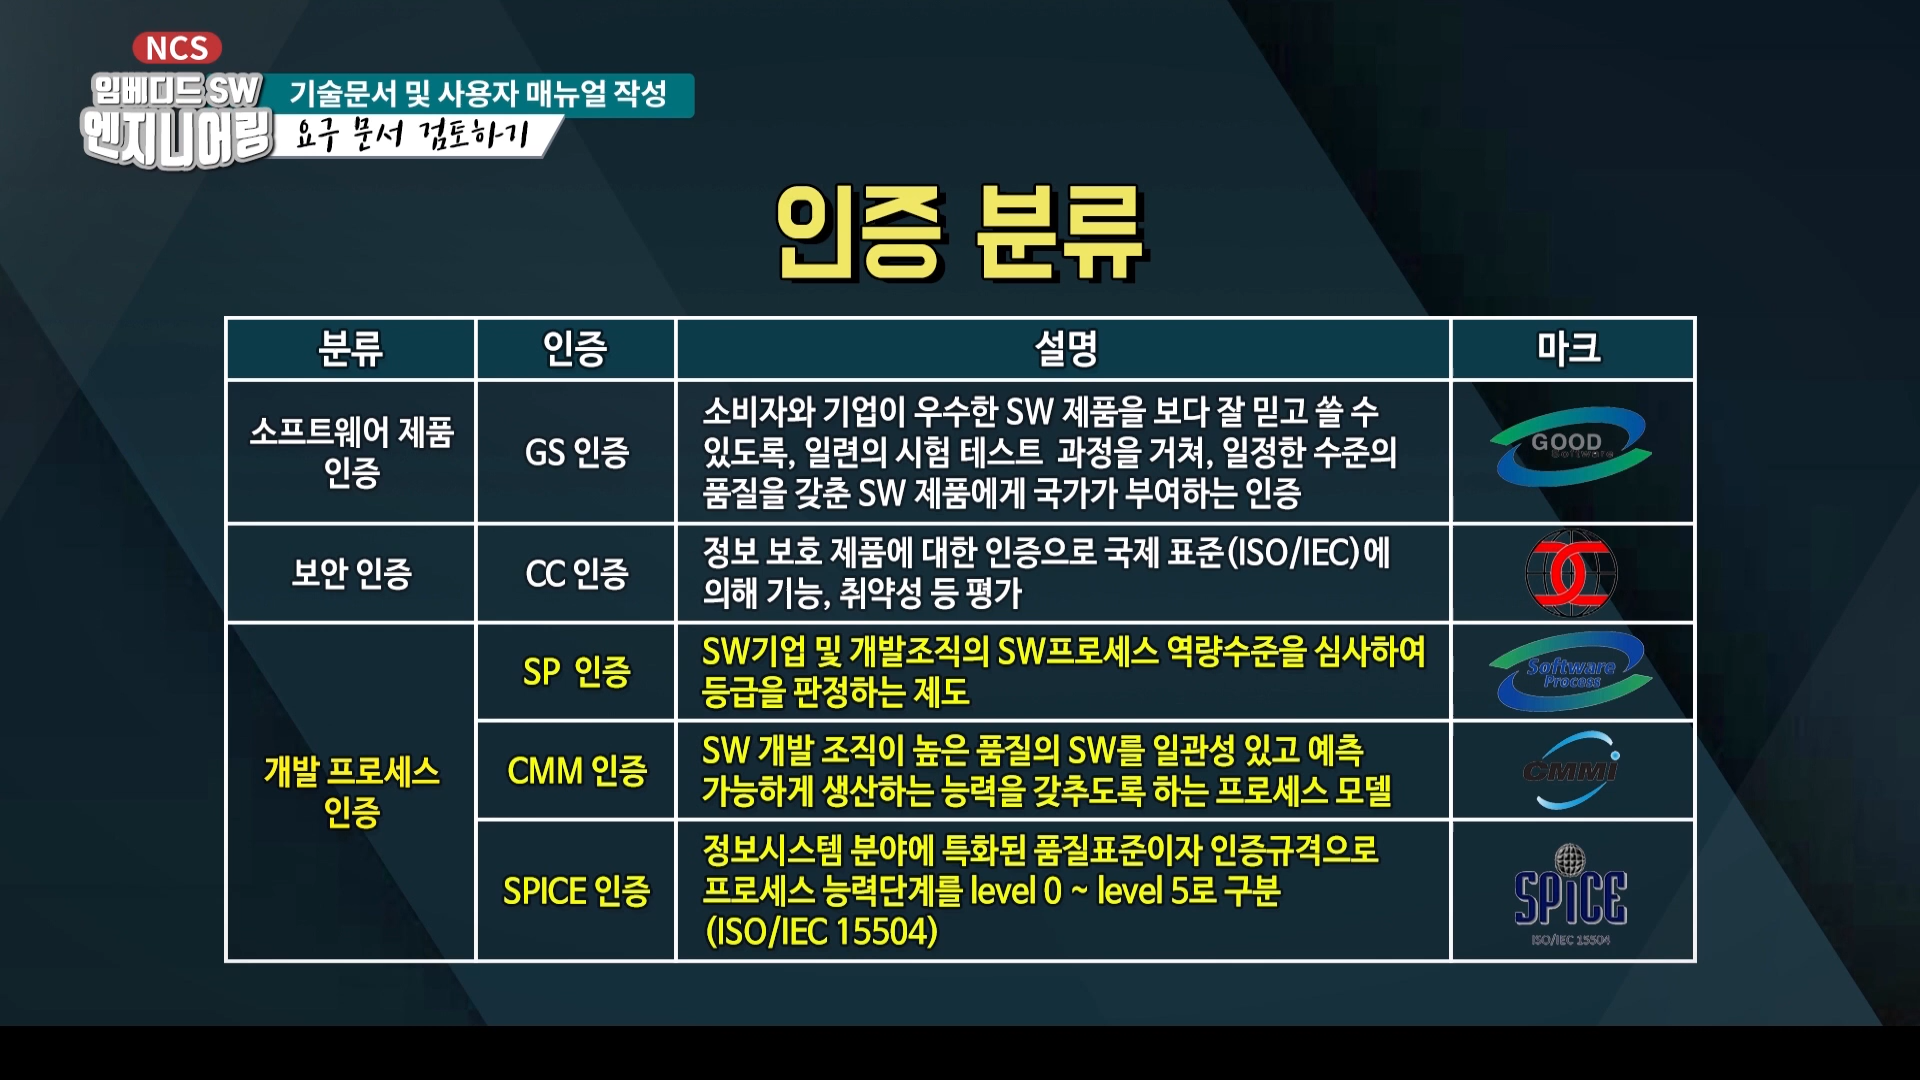 NCS
임베디드 SW
엔지니어링
기술문서 및 사용자 매뉴얼 작성
요구 문서 검토하기
인증 분류
분류
인증
설명
마크
소프트웨어 제품
인증
GS 인증
소비자와 기업이 우수한 SW 제품을 보다 잘 믿고 쓸 수
있도록, 일련의 시험 테스트 과정을 거쳐, 일정한 수준의
품질을 갖춘 SW 제품에게 국가가 부여하는 인증
GOOD
Software
보안 인증
CC 인증
정보 보호 제품에 대한 인증으로 국제 표준(ISO/IEC)에
의해 기능, 취약성 등 평가
개발 프로세스
인증
SP 인증
SW기업 및 개발조직의 SW프로세스 역량수준을 심사하여
등급을 판정하는 제도
Software
Process
CMM 인증
SW 개발 조직이 높은 품질의 SW를 일관성 있고 예측
가능하게 생산하는 능력을 갖추도록 하는 프로세스 모델
CMMI
SPICE 인증
정보시스템 분야에 특화된 품질표준이자 인증규격으로
프로세스 능력단계를 level 0 ~ level 5로 구분
(ISO/IEC 15504)
SPiCE
ISO/IEC 15504